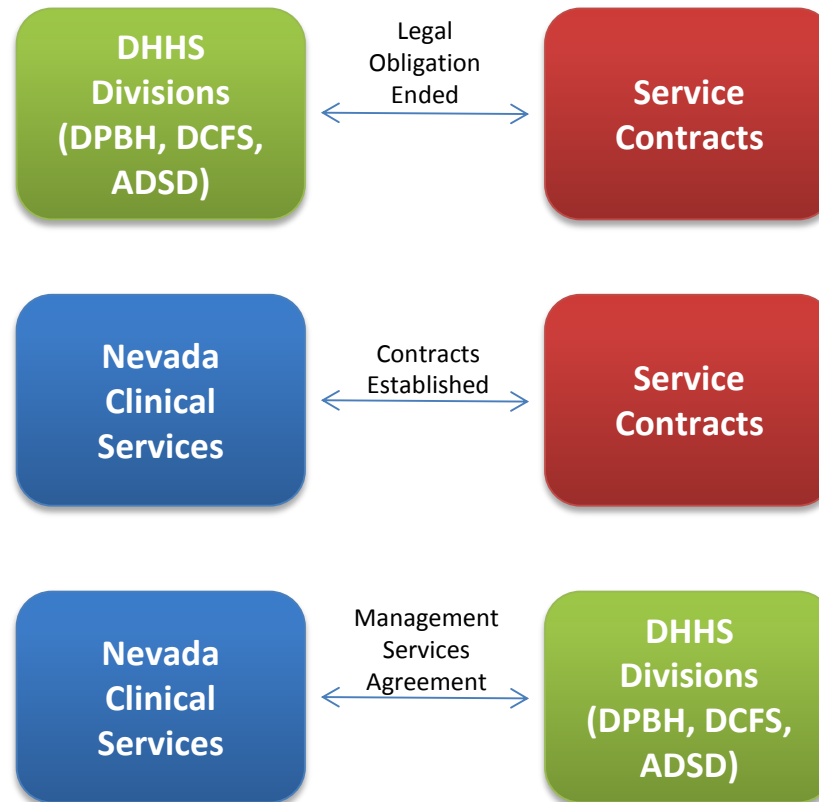 DHHS
Divisions
(DPBH, DCFS,
ADSD)
Legal
Obligation
Ended
Service
Contracts
Nevada
Clinical
Services
Contracts
Established
Service
Contracts
Nevada
Clinical
Services
Management
Services
Agreement
DHHS
Divisions
(DPBH, DCFS,
ADSD)